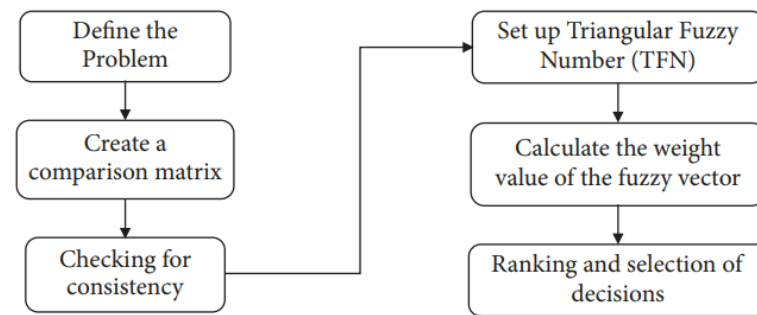 Define the
Problem
Create a
comparison matrix
Checking for
consistency
Set up Triangular Fuzzy
Number (TFN)
Calculate the weight
value of the fuzzy vector
Ranking and selection of
decisions